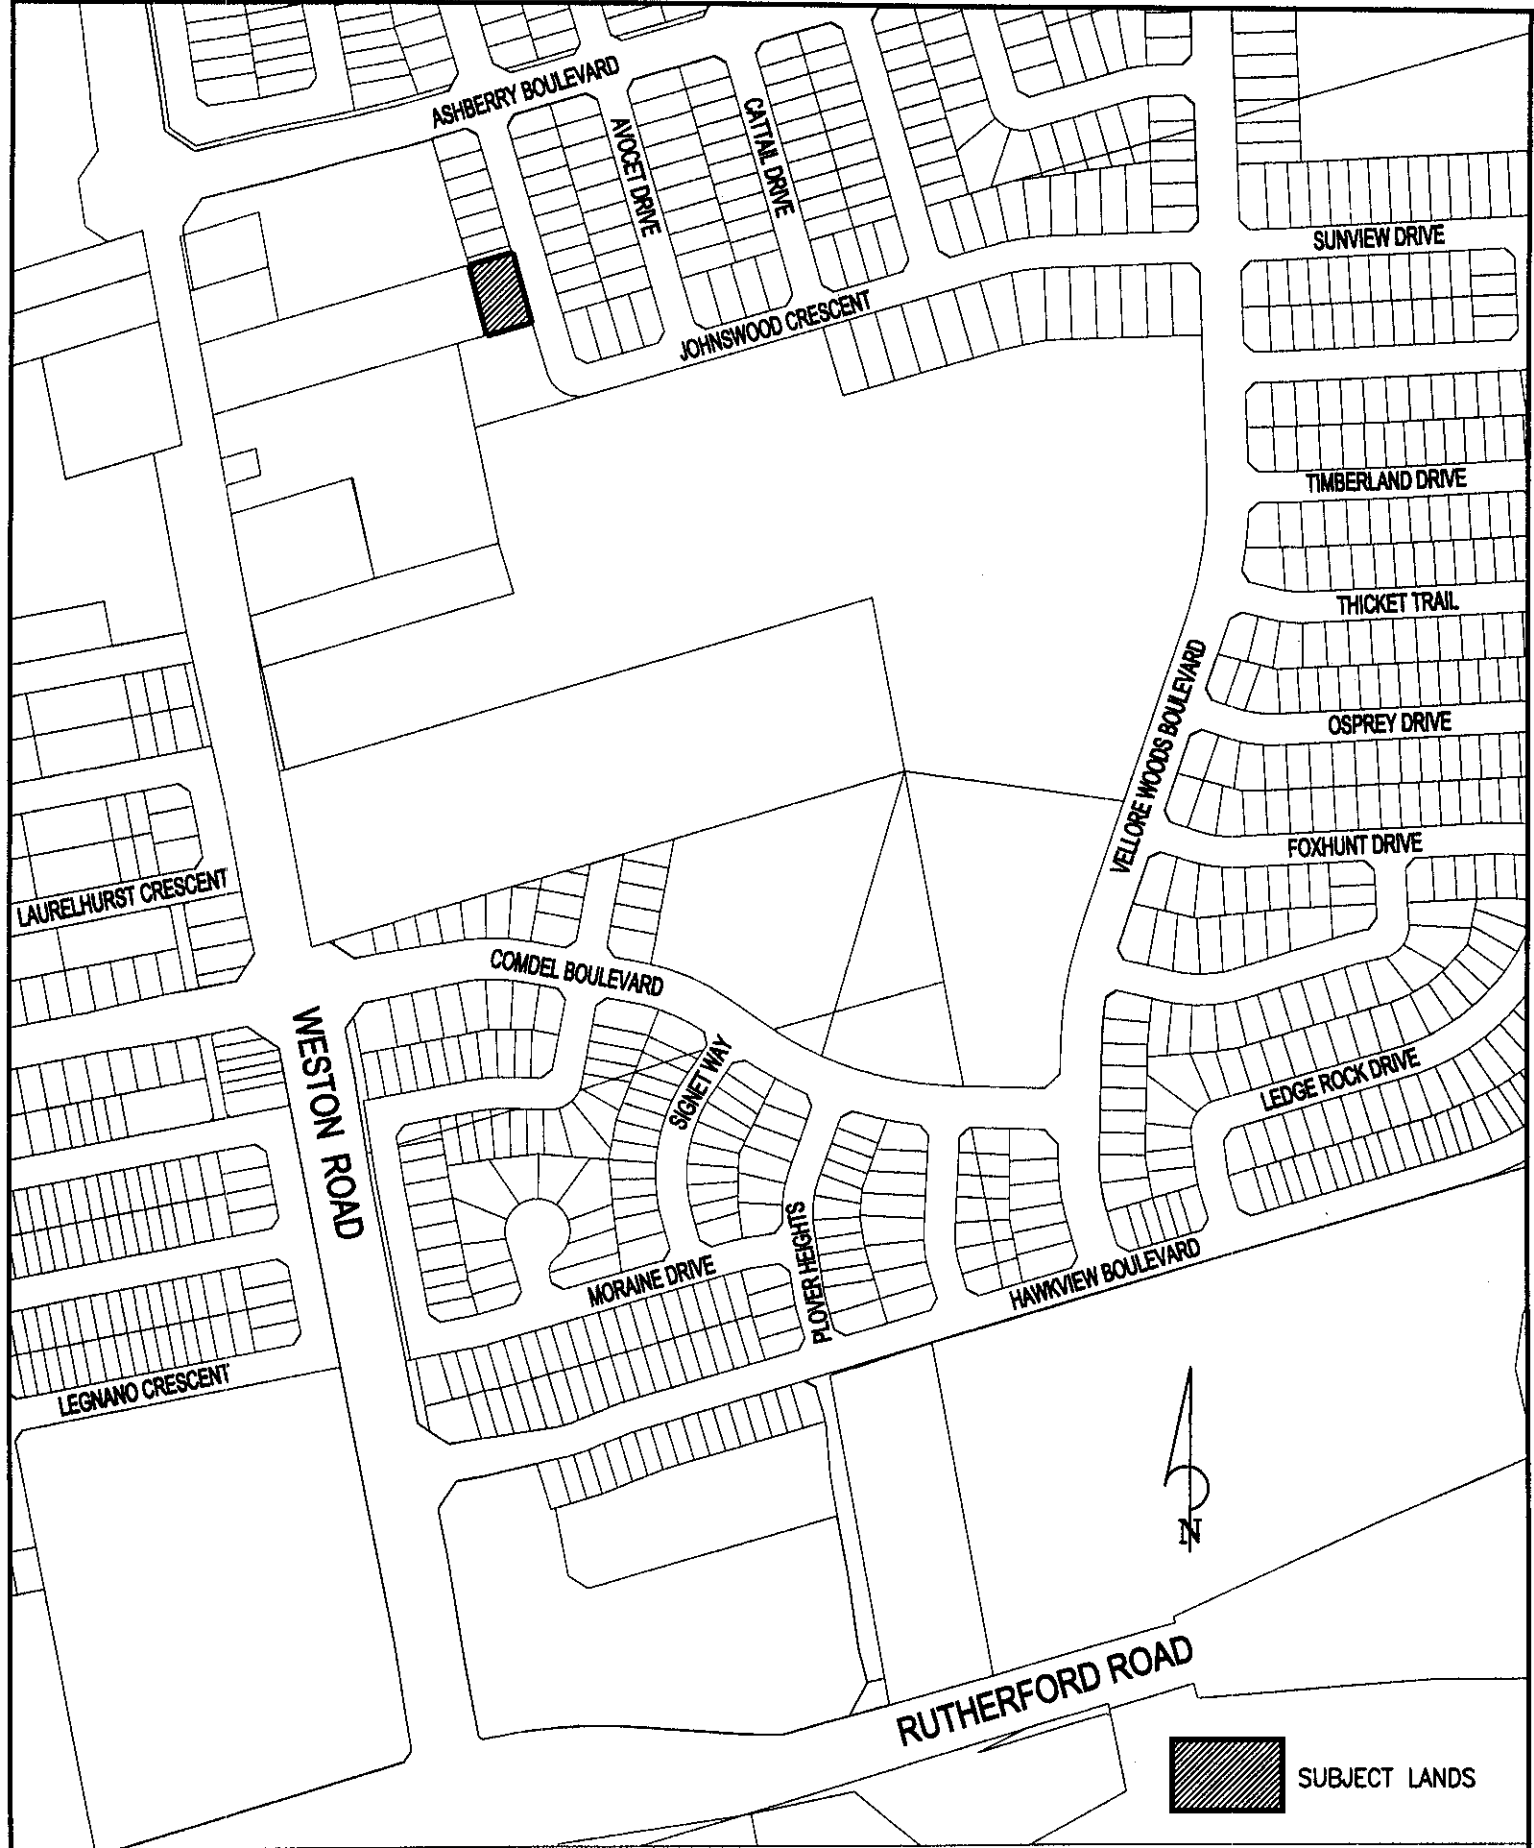 ASHBERRY BOULEVARD
AVOCET DRIVE
CATTAIL DRIVE
SUNVIEW DRIVE
JOHNSWOOD CRESCENT
TIMBERLAND DRIVE
THICKET TRAIL
VELLORE WOODS BOULEVARD
OSPREY DRIVE
FOXHUNT DRIVE
LAURELHURST CRESCENT
COMDEL BOULEVARD
WESTON ROAD
SIGNET WAY
LEDGE ROCK DRIVE
PLOVER HEIGHTS
MORAINE DRIVE
HAWKVIEW BOULEVARD
LEGNANO CRESCENT
N
RUTHERFORD ROAD
SUBJECT LANDS